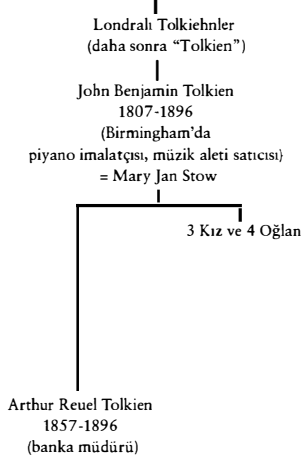 Londralı Tolkiehnler
(daha sonra “Tolkien”)
John Benjamin Tolkien
1807-1896
(Birmingham’da
piyano imalatçısı, müzik aleti satıcısı)
= Mary Jan Stow
3 Kız ve 4 Oğlan
Arthur Reuel Tolkien
1857-1896
(banka müdürü)